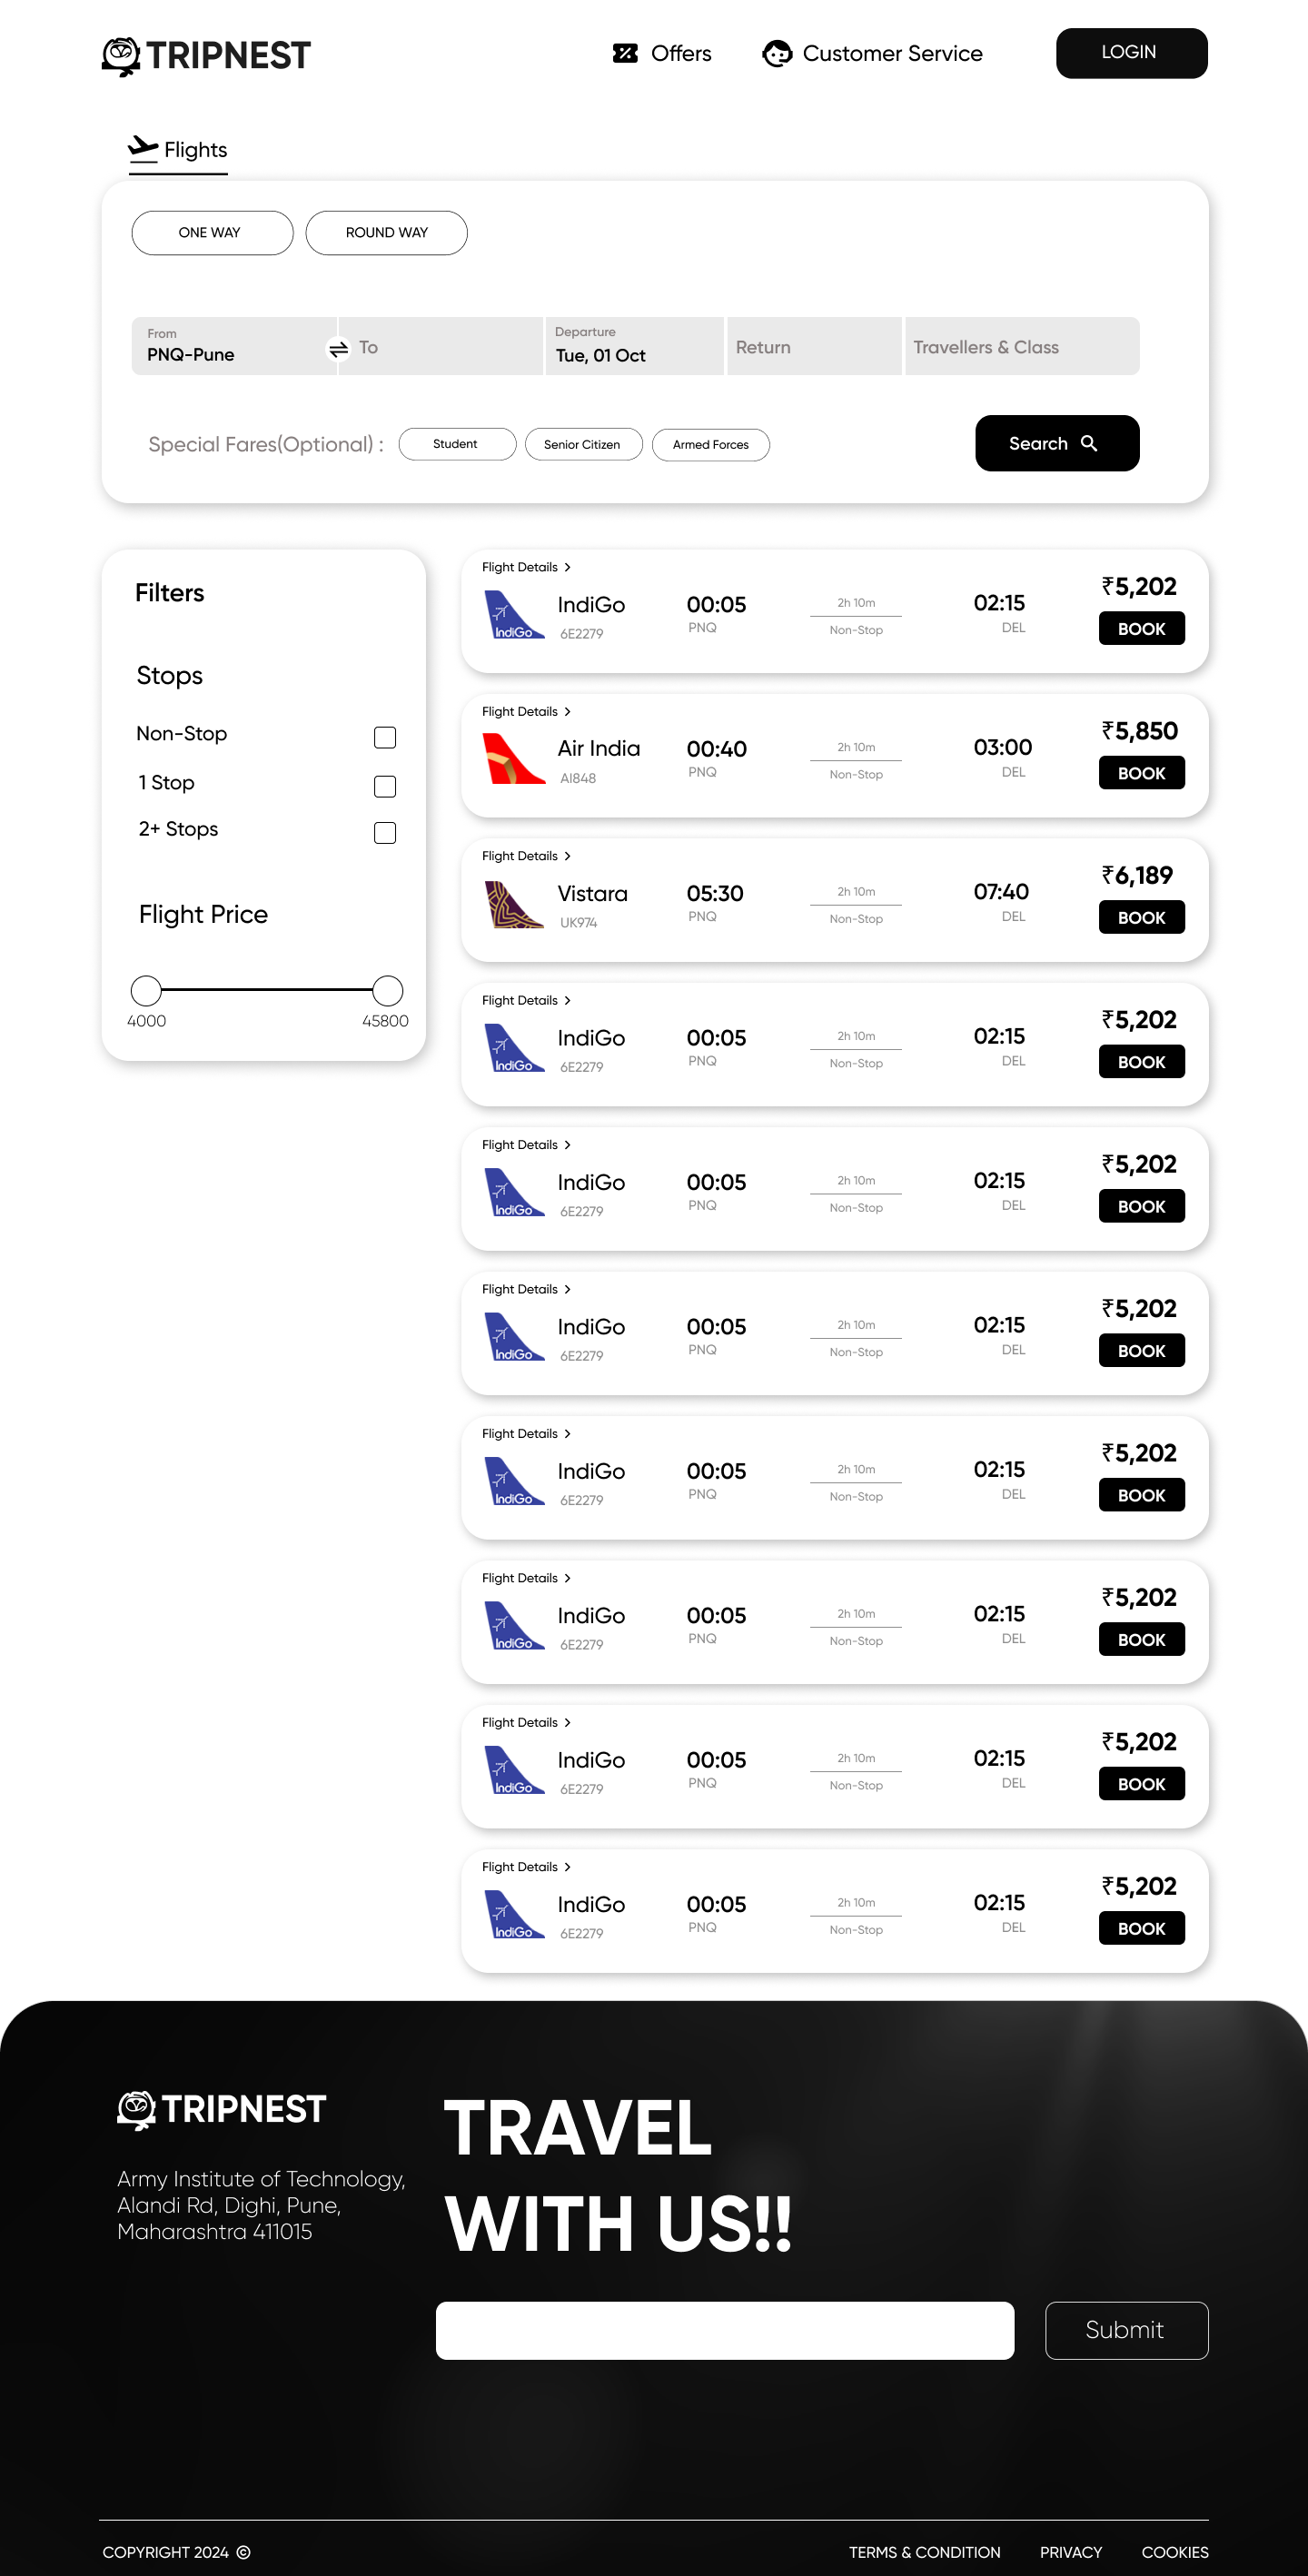 TRIPNEST
Offers
Customer Service
LOGIN
Flights
ONE WAY
ROUND WAY
From
PNQ-Pune
To
Departure
Tue, 01 Oct
Return
Travellers & Class
Special Fares(Optional) :
Student
Senior Citizen
Armed Forces
Search
Filters
Stops
Non-Stop
1 Stop
2+ Stops
Flight Price
4000
45800
Flight Details
IndiGo
IndiGo
6E2279
00:05
PNQ
2h 10m
Non-Stop
02:15
DEL
₹5,202
BOOK
Flight Details
Air India
AI848
00:40
PNQ
2h 10m
Non-Stop
03:00
DEL
₹5,850
BOOK
Flight Details
Vistara
UK974
05:30
PNQ
2h 10m
Non-Stop
07:40
DEL
₹6,189
BOOK
Flight Details
IndiGo
IndiGo
6E2279
00:05
PNQ
2h 10m
Non-Stop
02:15
DEL
₹5,202
BOOK
Flight Details
IndiGo
IndiGo
6E2279
00:05
PNQ
2h 10m
Non-Stop
02:15
DEL
₹5,202
BOOK
Flight Details
IndiGo
IndiGo
6E2279
00:05
PNQ
2h 10m
Non-Stop
02:15
DEL
₹5,202
BOOK
Flight Details
IndiGo
IndiGo
6E2279
00:05
PNQ
2h 10m
Non-Stop
02:15
DEL
₹5,202
BOOK
Flight Details
IndiGo
IndiGo
6E2279
00:05
PNQ
2h 10m
Non-Stop
02:15
DEL
₹5,202
BOOK
Flight Details
IndiGo
IndiGo
6E2279
00:05
PNQ
2h 10m
Non-Stop
02:15
DEL
₹5,202
BOOK
Flight Details
IndiGo
IndiGo
6E2279
00:05
PNQ
2h 10m
Non-Stop
02:15
DEL
₹5,202
BOOK
TRIPNEST
Army Institute of Technology,
Alandi Rd, Dighi, Pune,
Maharashtra 411015
TRAVEL
WITH US!!
Submit
COPYRIGHT 2024 ©
TERMS & CONDITION
PRIVACY
COOKIES